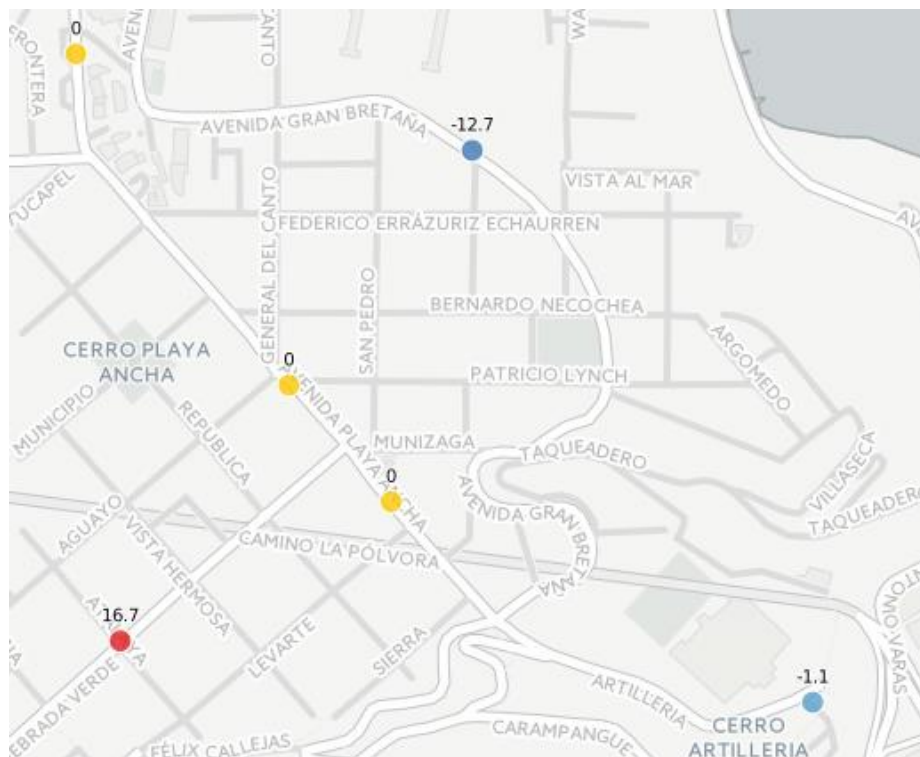 0
FRONTERA
CANTO
-12.7
AVENIDA GRAN BRETAÑA
VISTA AL MAR
TUCAPEL
FEDERICO ERRÁZURIZ ECHAURREN
GENERAL DEL CANTO
SAN PEDRO
BERNARDO NECOCHEA
CERRO PLAYA
ANCHA
0
ARGOMEDO
PATRICIO LYNCH
AVENIDA PLAYA ANCHA
MUNICIPIO
REPUBLICA
MUNIZAGA
TAQUEADERO
VILLASECA
0
AGUAYO
VISTA HERMOSA
CAMINO LA PÓLVORA
AVENIDA GRAN BRETAÑA
TAQUEADERO
16.7
LEVARTE
SIERRA
-1.1
ARTILLERIA
CERRO
ARTILLERIA
CARAMPANGUE
FÉLIX CALLEJAS